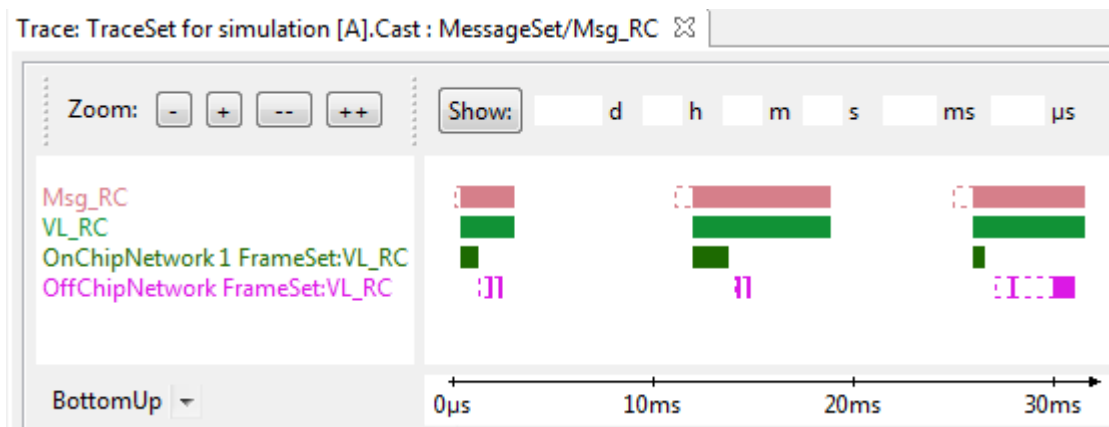 Trace: TraceSet for simulation [A].Cast : MessageSet/Msg_RC
Zoom: - + -- ++ Show: d h m s ms µs
Msg_RC
VL_RC
OnChipNetwork 1 FrameSet:VL_RC
OffChipNetwork FrameSet:VL_RC
BottomUp
0µs 10ms 20ms 30ms